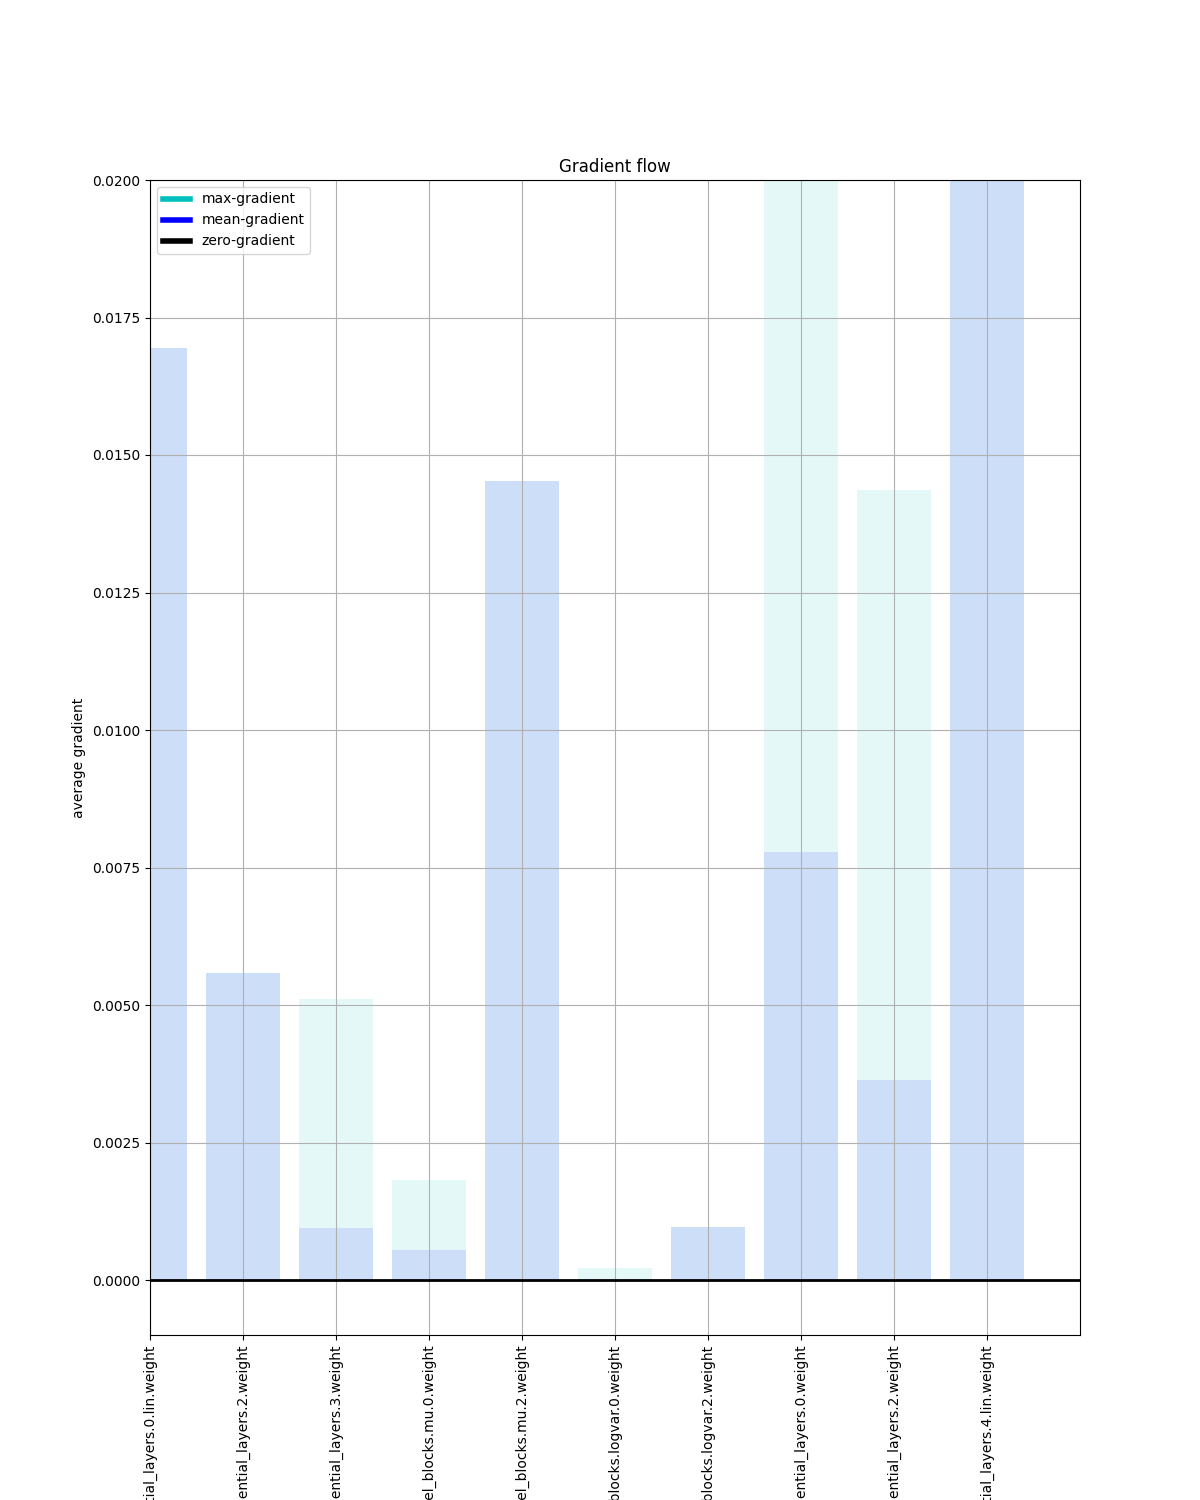 Gradient flow
max-gradient
mean-gradient
zero-gradient
0.0200
0.0175
0.0150
0.0125
0.0100
0.0075
0.0050
0.0025
0.0000
average gradient
tial_layers.0.lin.weight
ential_layers.2.weight
ential_layers.3.weight
el_blocks.mu.0.weight
el_blocks.mu.2.weight
blocks.logvar.0.weight
blocks.logvar.2.weight
ential_layers.0.weight
ential_layers.2.weight
tial_layers.4.lin.weight